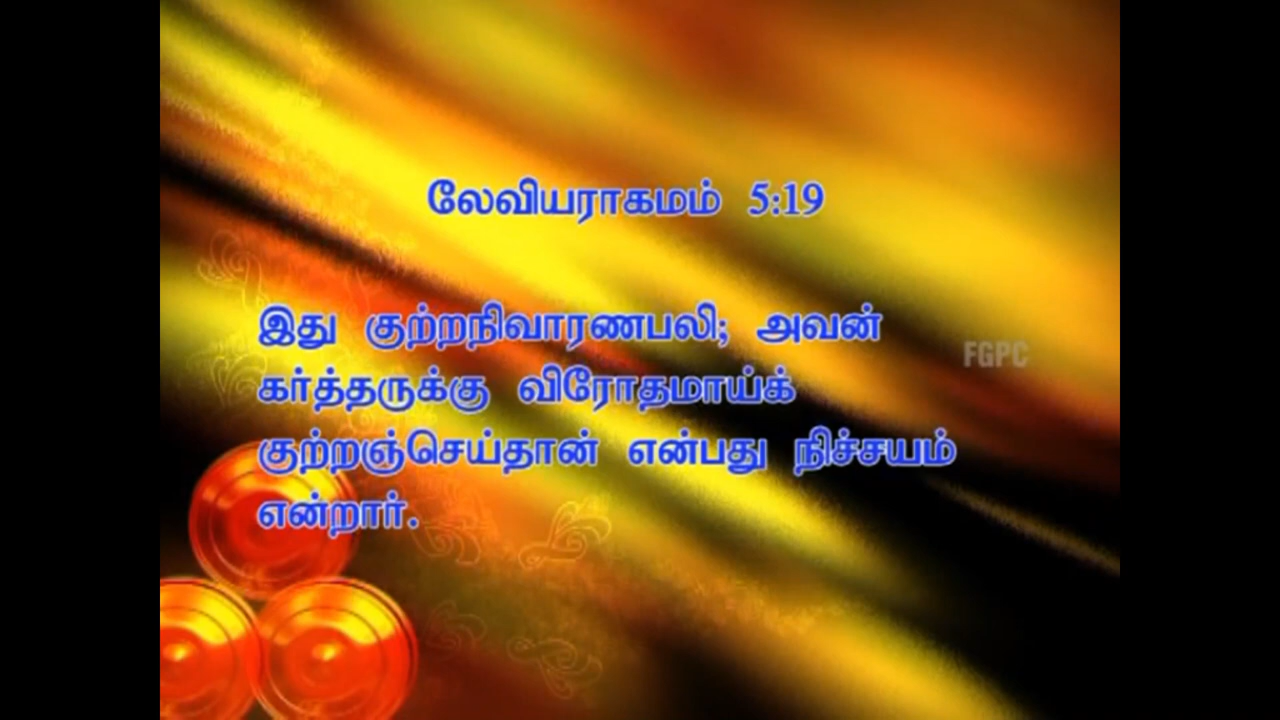 லேவியராகமம் 5:19
இது குற்றநிவாரணபலி; அவன்
கர்த்தருக்கு விரோதமாய்க்
குற்றஞ்செய்தான் என்பது நிச்சயம்
என்றார்.
FGPC